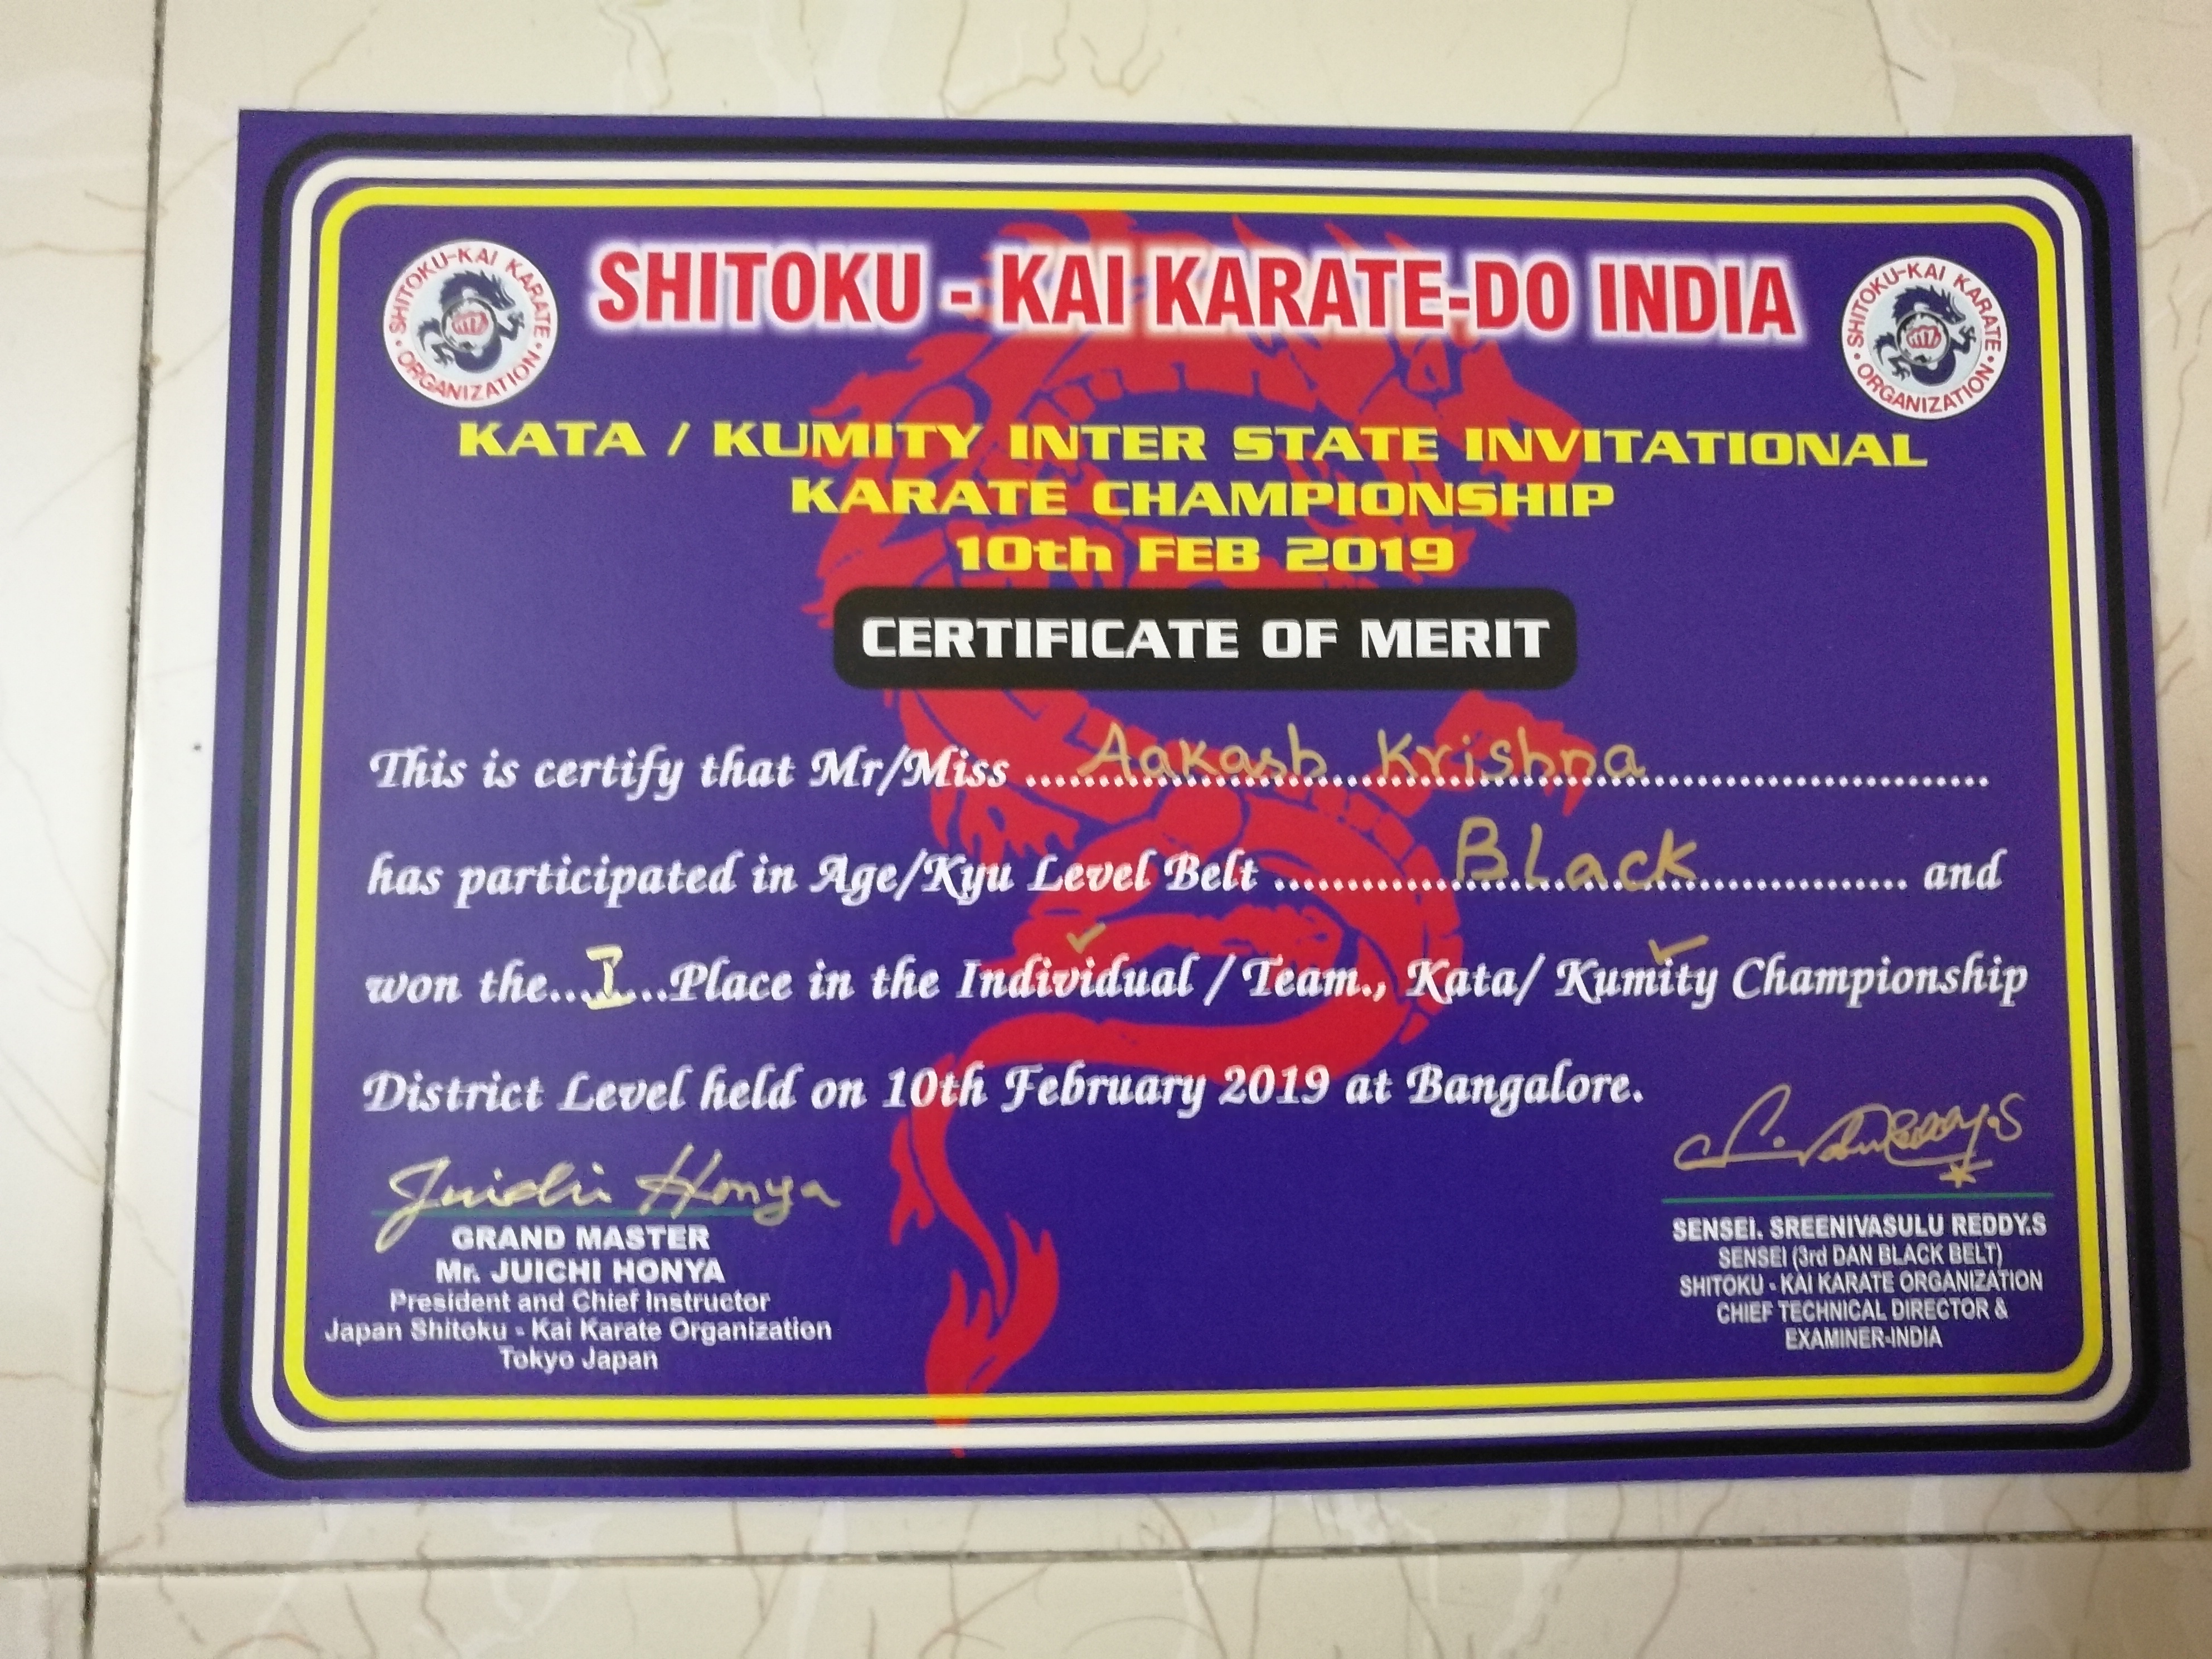 SHITOKU-KAI KARATE
• ORGANIZATION •
SHITOKU - KAI KARATE-DO INDIA
SHITOKU-KAI KARATE
• ORGANIZATION •
KATA / KUMITY INTER STATE INVITATIONAL
KARATE CHAMPIONSHIP
10th FEB 2019
CERTIFICATE OF MERIT
This is certify that Mr/Miss ....Aakash Krishna....
has participated in Age/Kyu Level Belt ....Black.... and
won the...I...Place in the Individual / Team., Kata/ Kumity Championship
District Level held on 10th February 2019 at Bangalore.
Juichi Honya
GRAND MASTER
Mr. JUICHI HONYA
President and Chief Instructor
Japan Shitoku - Kai Karate Organization
Tokyo Japan
SENSEI. SREENIVASULU REDDY.S
SENSEI (3rd DAN BLACK BELT)
SHITOKU - KAI KARATE ORGANIZATION
CHIEF TECHNICAL DIRECTOR &
EXAMINER-INDIA